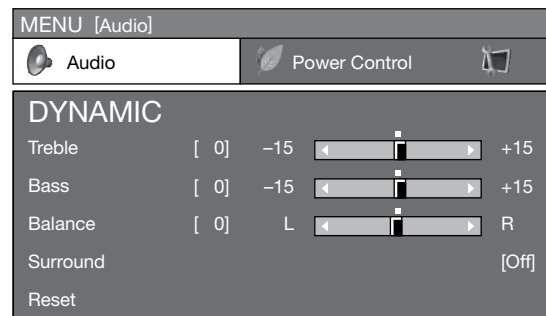 MENU [Audio]
Audio Power Control
DYNAMIC
Treble [ 0] –15 +15
Bass [ 0] –15 +15
Balance [ 0] L R
Surround [Off]
Reset